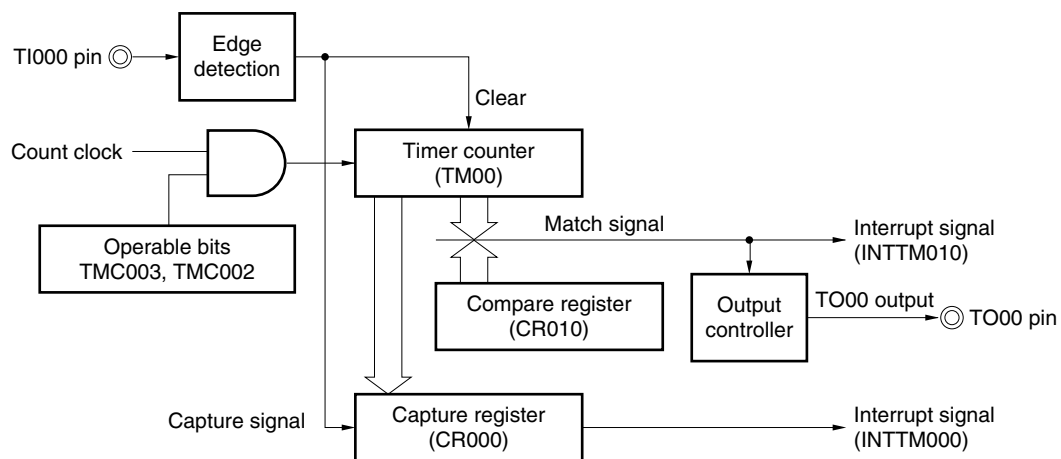 TI000 pin
Edge
detection
Clear
Count clock
Timer counter
(TM00)
Operable bits
TMC003, TMC002
Match signal
Interrupt signal
(INTTM010)
Compare register
(CR010)
Output
controller
TO00 output
TO00 pin
Capture signal
Capture register
(CR000)
Interrupt signal
(INTTM000)